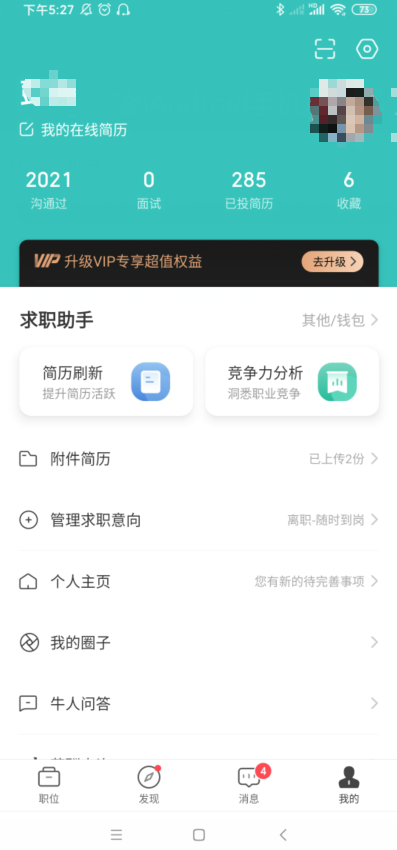 下午5:27
HD
73
我的在线简历
2021 0 285 6
沟通过 面试 已投简历 收藏
VIP 升级VIP专享超值权益 去升级
求职助手 其他/钱包
简历刷新 竞争力分析
提升简历活跃 洞悉职业竞争
附件简历 已上传2份
管理求职意向 离职-随时到岗
个人主页 您有新的待完善事项
我的圈子
牛人问答
4
职位 发现 消息 我的